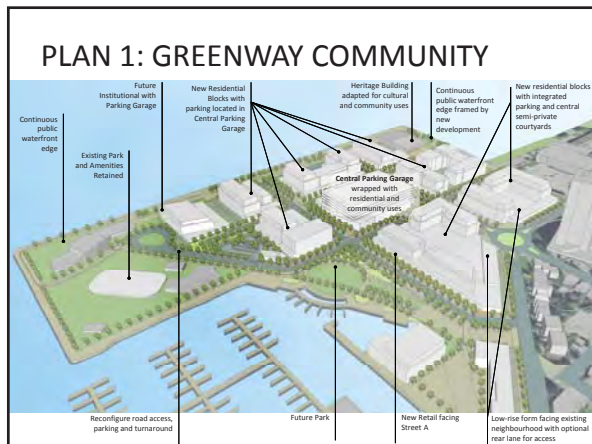 PLAN 1: GREENWAY COMMUNITY
Future
Institutional with
Parking Garage
New Residential
Blocks with
parking located in
Central Parking
Garage
Heritage Building
adapted for cultural
and community uses
Continuous
public waterfront
edge framed by
new
development
New residential blocks
with integrated
parking and central
semi-private
courtyards
Continuous
public
waterfront
edge
Existing Park
and Amenities
Retained
Central Parking Garage
wrapped with
residential and
community uses
Reconfigure road access,
parking and turnaround
Future Park
New Retail facing
Street A
Low-rise form facing existing
neighbourhood with optional
rear lane for access